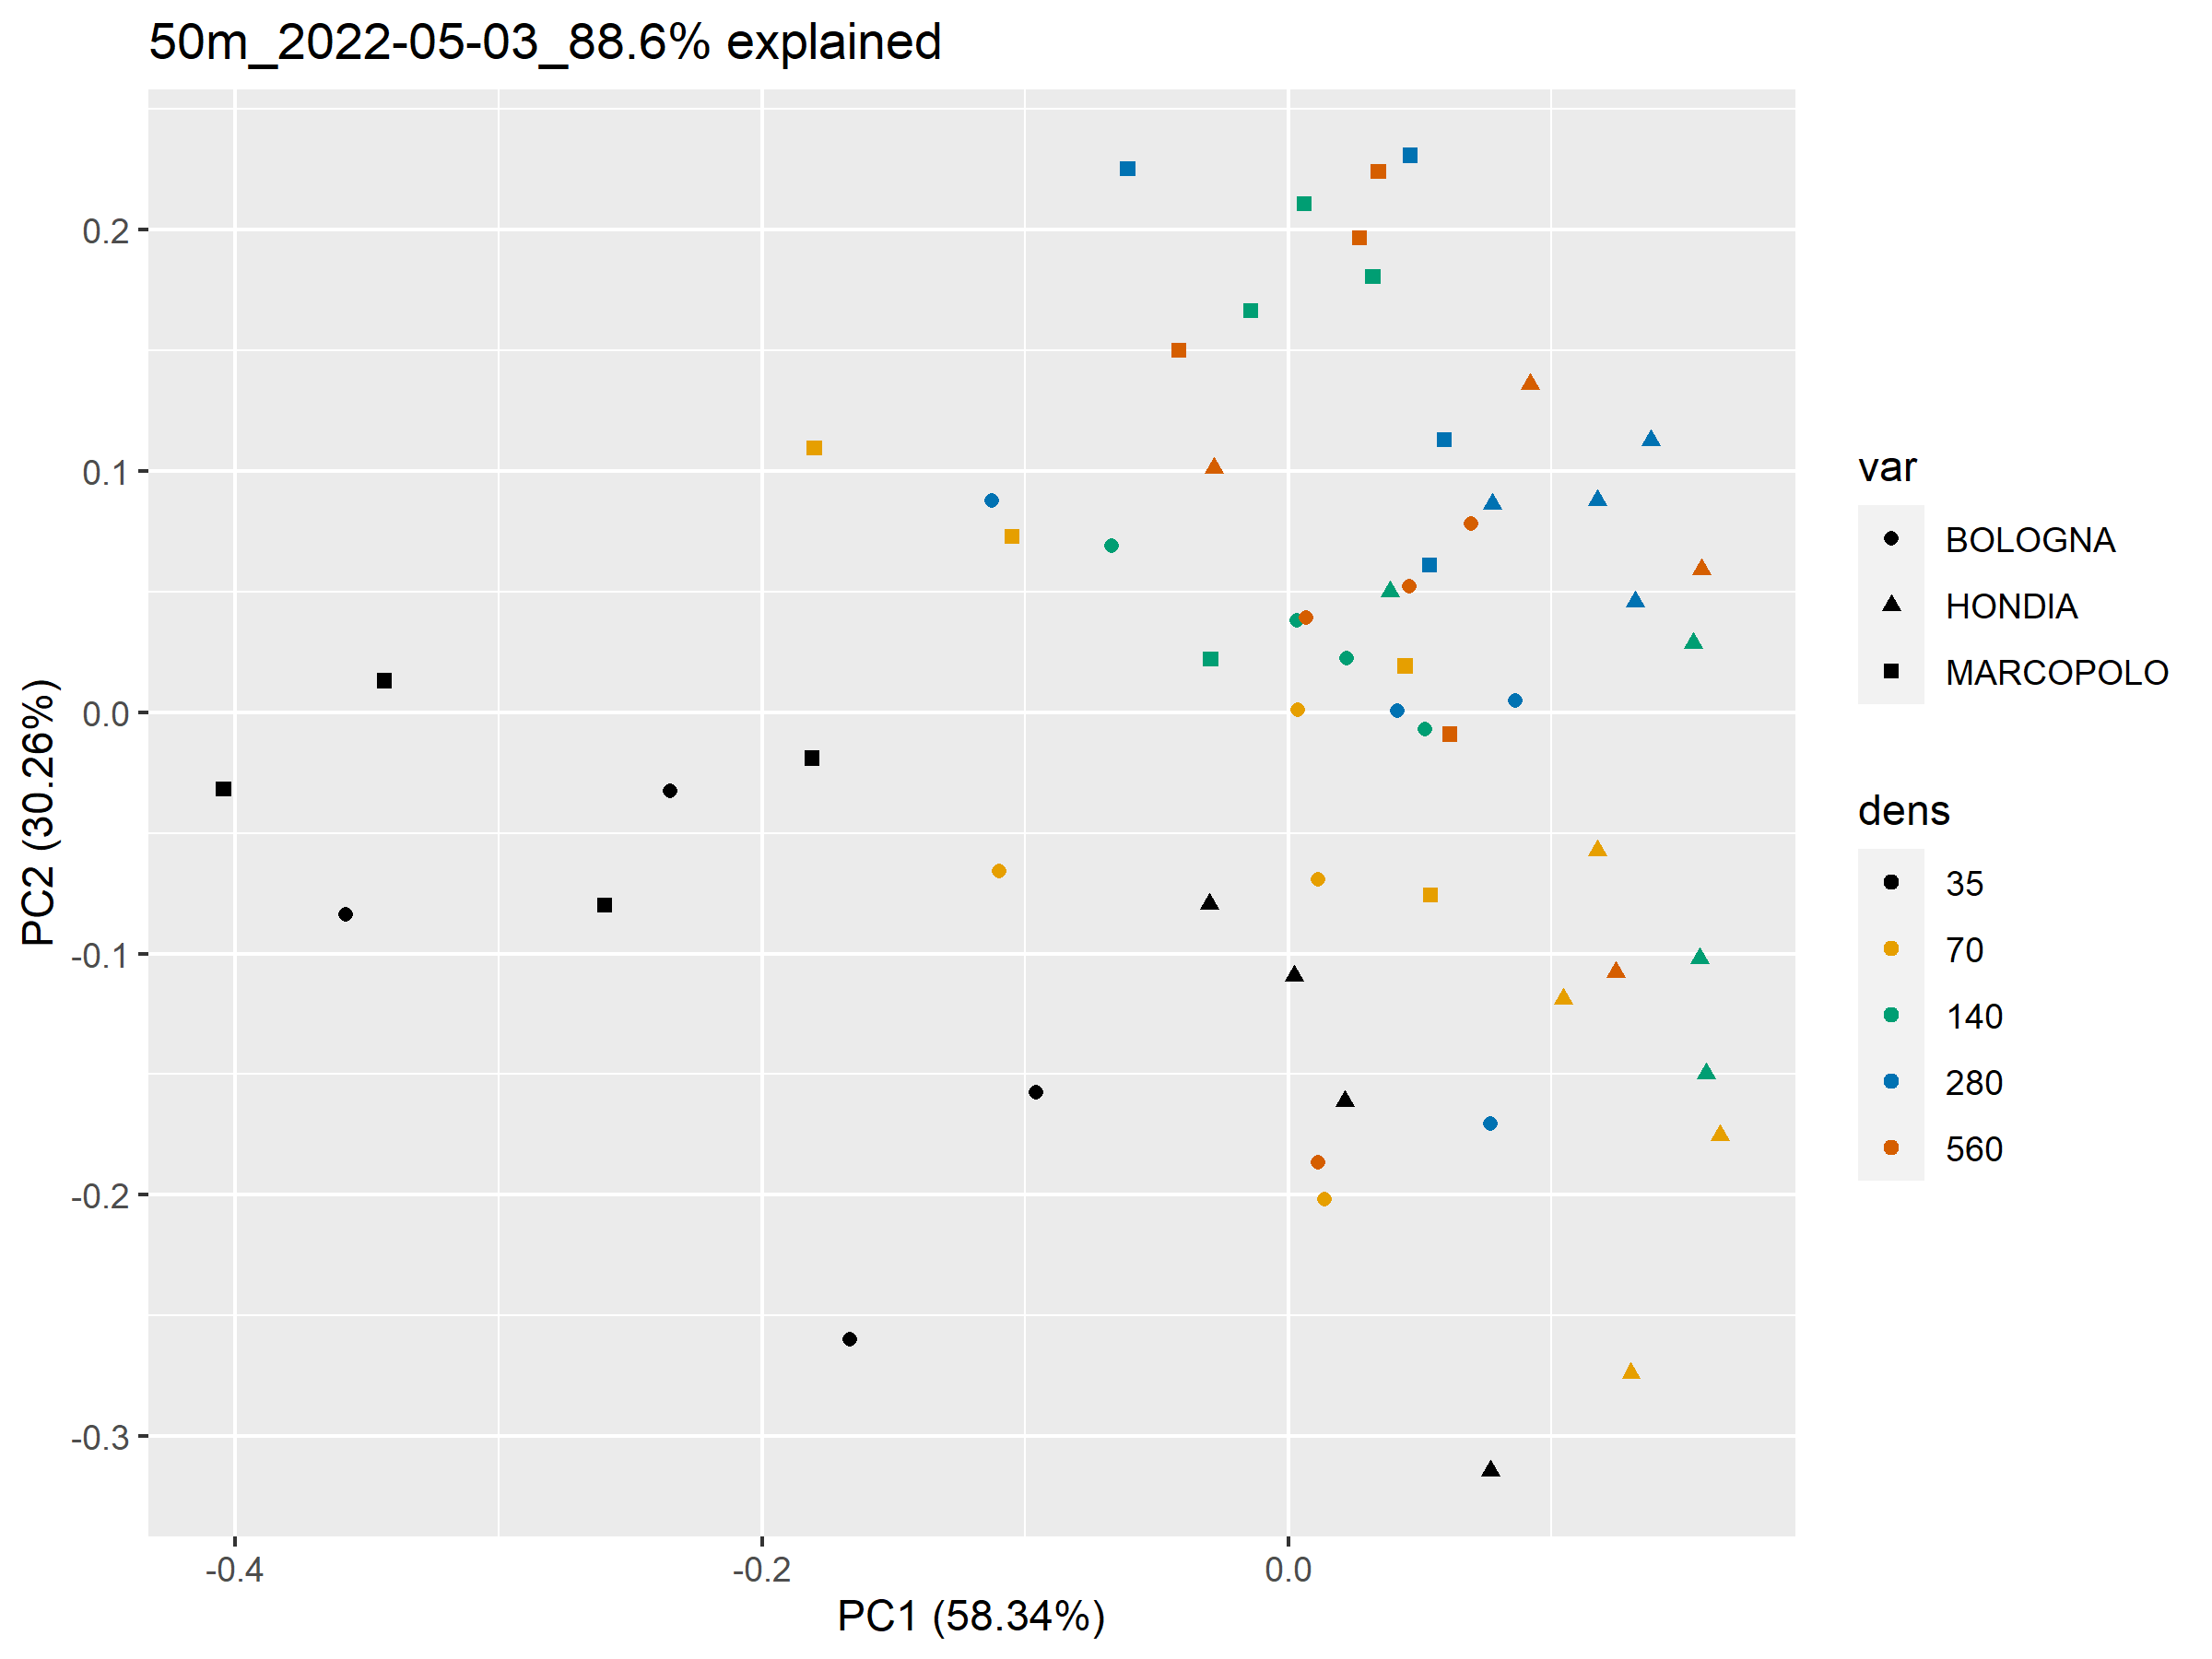 50m_2022-05-03_88.6% explained
0.2
0.1
0.0
-0.1
-0.2
-0.3
PC2 (30.26%)
-0.4
-0.2
0.0
PC1 (58.34%)
var
BOLOGNA
HONDIA
MARCOPOLO
dens
35
70
140
280
560